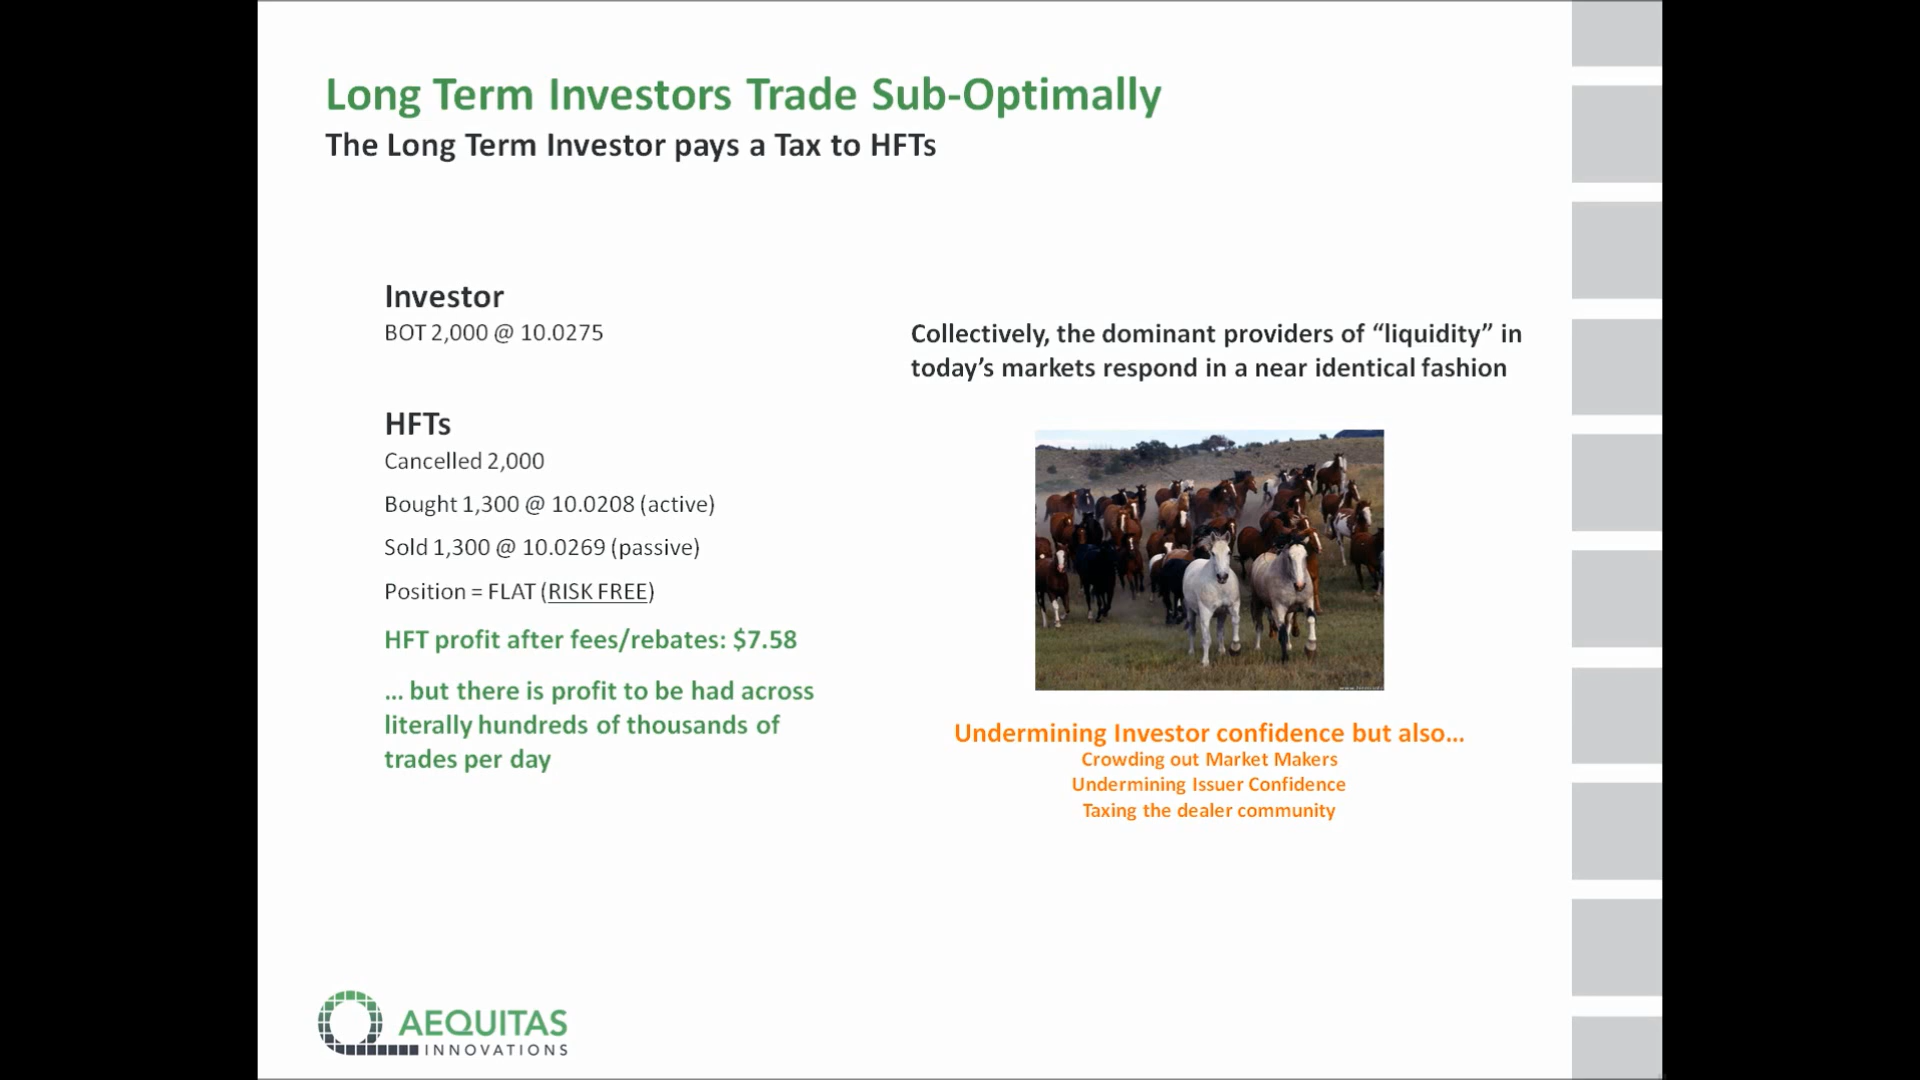 Long Term Investors Trade Sub-Optimally
The Long Term Investor pays a Tax to HFTs
Investor
BOT 2,000 @ 10.0275
HFTs
Cancelled 2,000
Bought 1,300 @ 10.0208 (active)
Sold 1,300 @ 10.0269 (passive)
Position = FLAT (RISK FREE)
HFT profit after fees/rebates: $7.58
... but there is profit to be had across
literally hundreds of thousands of
trades per day
Collectively, the dominant providers of “liquidity” in
today’s markets respond in a near identical fashion
Undermining Investor confidence but also...
Crowding out Market Makers
Undermining Issuer Confidence
Taxing the dealer community
AEQUITAS
INNOVATIONS